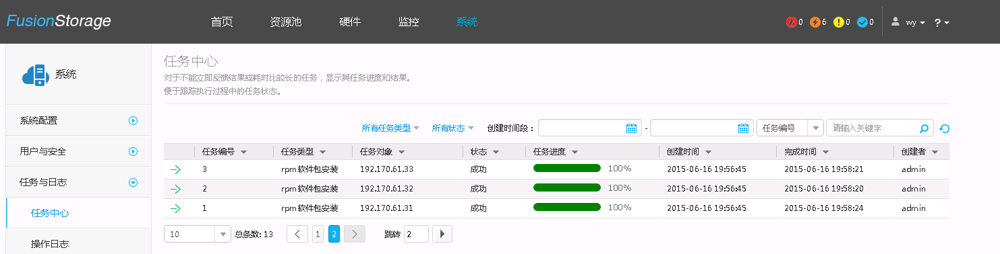 FusionStorage 首页 资源池 硬件 监控 系统 0 6 0 0 wy ?
系统
系统配置
用户与安全
任务与日志
任务中心
操作日志
任务中心
对于不能立即反馈结果或耗时比较长的任务，显示其任务进度和结果。
便于跟踪执行过程中的任务状态。
所有任务类型 所有状态 创建时间段： - 任务编号 请输入关键字
任务编号 任务类型 任务对象 状态 任务进度 创建时间 完成时间 创建者
3 rpm软件包安装 192.170.61.33 成功 100% 2015-06-16 19:56:45 2015-06-16 19:58:21 admin
2 rpm软件包安装 192.170.61.32 成功 100% 2015-06-16 19:56:45 2015-06-16 19:58:20 admin
1 rpm软件包安装 192.170.61.31 成功 100% 2015-06-16 19:56:45 2015-06-16 19:58:24 admin
10 总条数: 13 1 2 跳转 2